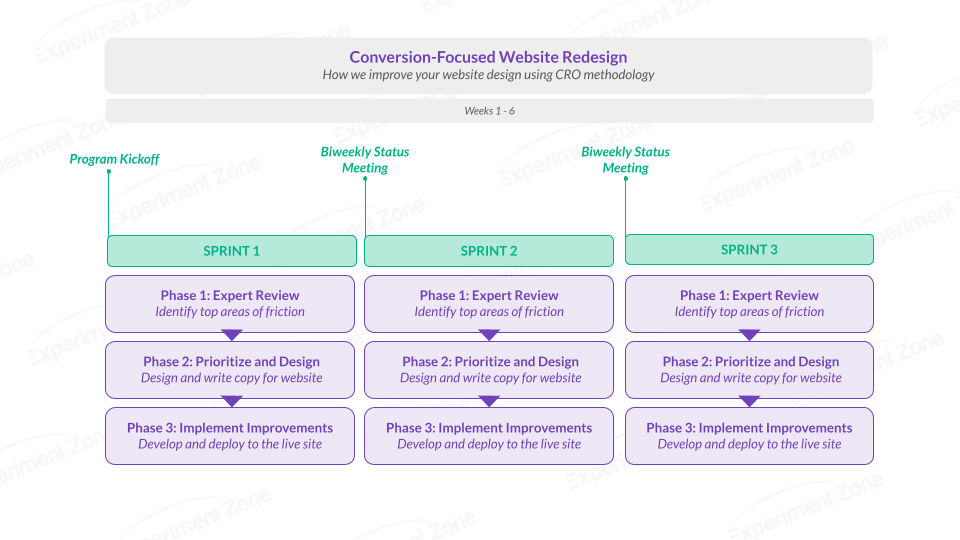 Conversion-Focused Website Redesign
How we improve your website design using CRO methodology
Weeks 1 - 6
Program Kickoff
Biweekly Status
Meeting
Biweekly Status
Meeting
SPRINT 1
SPRINT 2
SPRINT 3
Phase 1: Expert Review
Identify top areas of friction
Phase 1: Expert Review
Identify top areas of friction
Phase 1: Expert Review
Identify top areas of friction
Phase 2: Prioritize and Design
Design and write copy for website
Phase 2: Prioritize and Design
Design and write copy for website
Phase 2: Prioritize and Design
Design and write copy for website
Phase 3: Implement Improvements
Develop and deploy to the live site
Phase 3: Implement Improvements
Develop and deploy to the live site
Phase 3: Implement Improvements
Develop and deploy to the live site
Experiment Zone